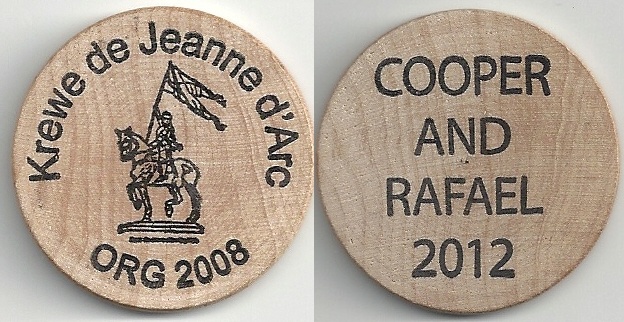 Krewe de Jeanne d'Arc
ORG 2008
COOPER
AND
RAFAEL
2012